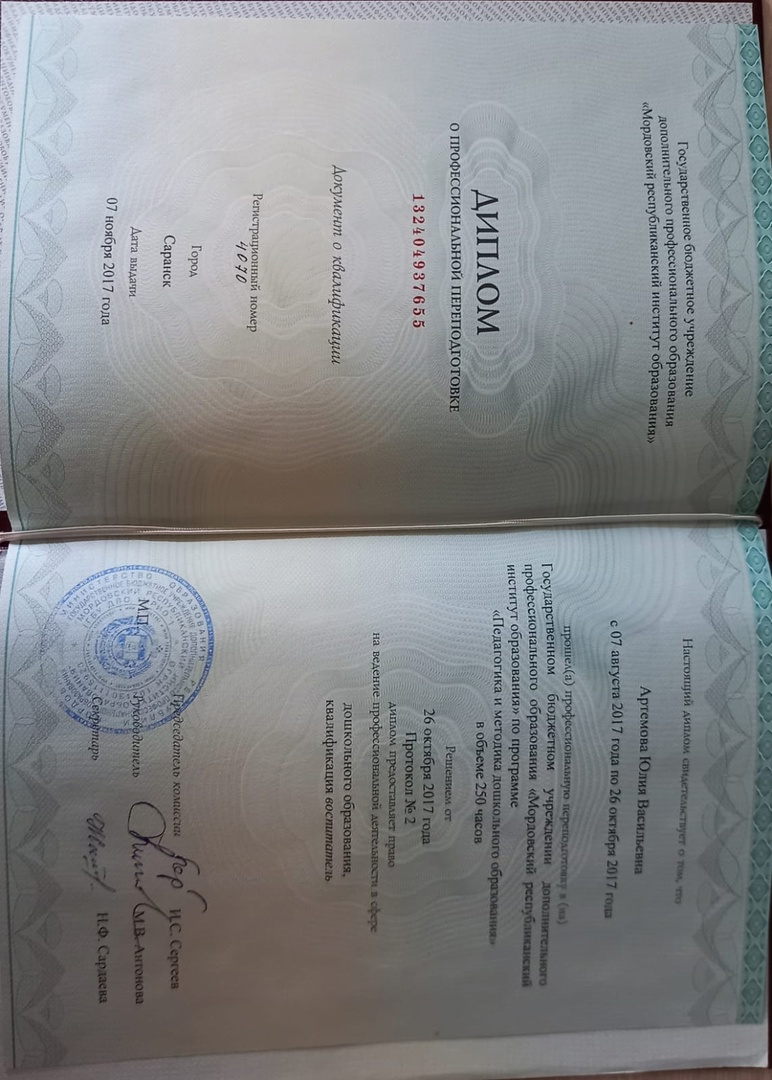 Государственное бюджетное учреждение
дополнительного профессионального образования
«Мордовский республиканский институт образования»
ДИПЛОМ
О ПРОФЕССИОНАЛЬНОЙ ПЕРЕПОДГОТОВКЕ
132404937655
Документ о квалификации
Регистрационный номер
4070
Город
Саранск
Дата выдачи
07 ноября 2017 года
Настоящий диплом свидетельствует о том, что
Артемова Юлия Васильевна
с 07 августа 2017 года по 26 октября 2017 года
прошел(а) профессиональную переподготовку в (на)
Государственном бюджетном учреждении дополнительного
профессионального образования «Мордовский республиканский
институт образования» по программе
«Педагогика и методика дошкольного образования»
в объеме 250 часов
Решением от
26 октября 2017 года
Протокол № 2
диплом предоставляет право
на ведение профессиональной деятельности в сфере
дошкольного образования,
квалификация воспитатель
Председатель комиссии И.С. Сергеев
МП Руководитель М.В. Антонова
Секретарь Н.Ф. Сардаева
МИНИСТЕРСТВО ОБРАЗОВАНИЯ